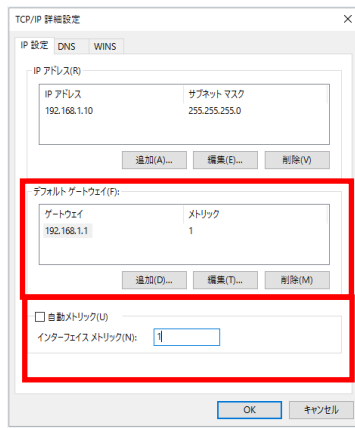 TCP/IP 詳細設定
IP 設定 DNS WINS
IP アドレス(R)
IP アドレス サブネット マスク
192.168.1.10 255.255.255.0
追加(A)... 編集(E)... 削除(V)
デフォルト ゲートウェイ(F):
ゲートウェイ メトリック
192.168.1.1 1
追加(D)... 編集(T)... 削除(M)
自動メトリック(U)
インターフェイス メトリック(N): 1
OK キャンセル